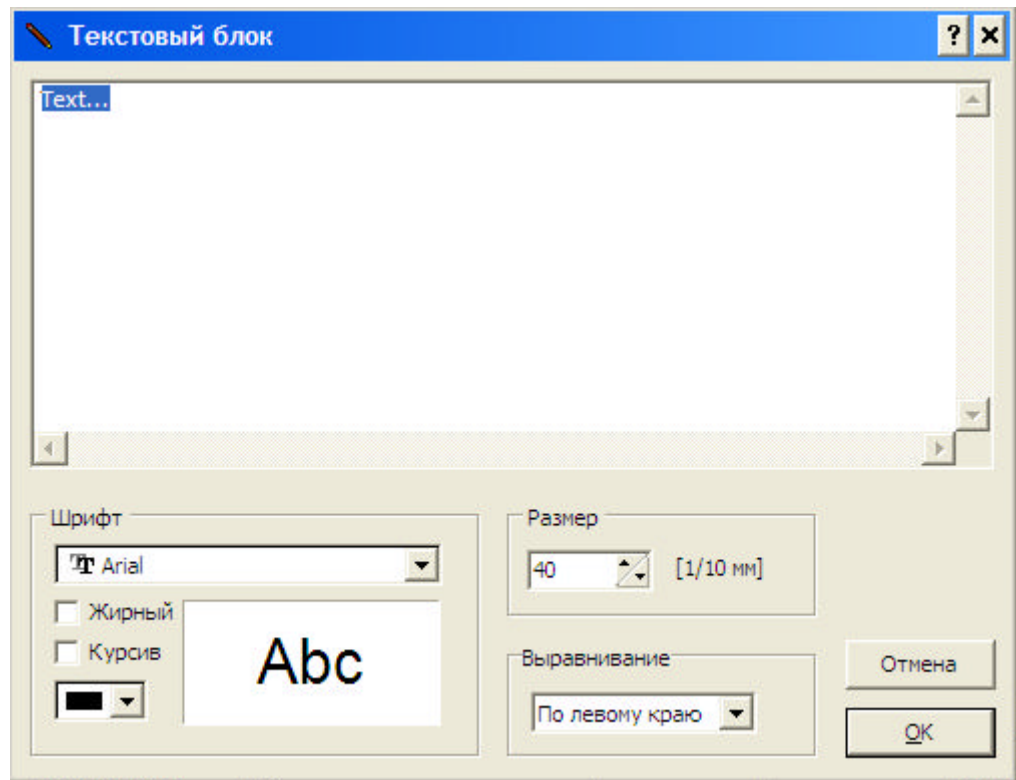 Текстовый блок
Text...
Шрифт
Arial
Жирный
Курсив
Abc
Размер
40 [1/10 мм]
Выравнивание
По левому краю
Отмена
OK